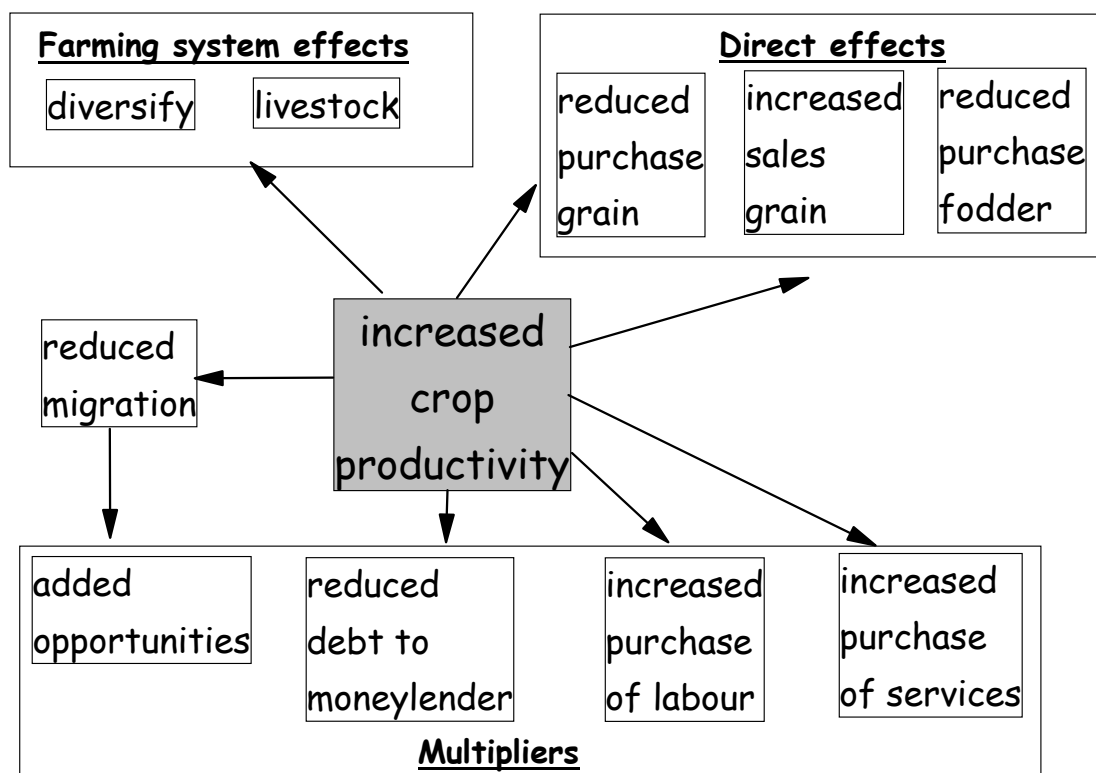 Farming system effects
diversify
livestock
Direct effects
reduced
purchase
grain
increased
sales
grain
reduced
purchase
fodder
increased
crop
productivity
reduced
migration
added
opportunities
reduced
debt to
moneylender
increased
purchase
of labour
increased
purchase
of services
Multipliers